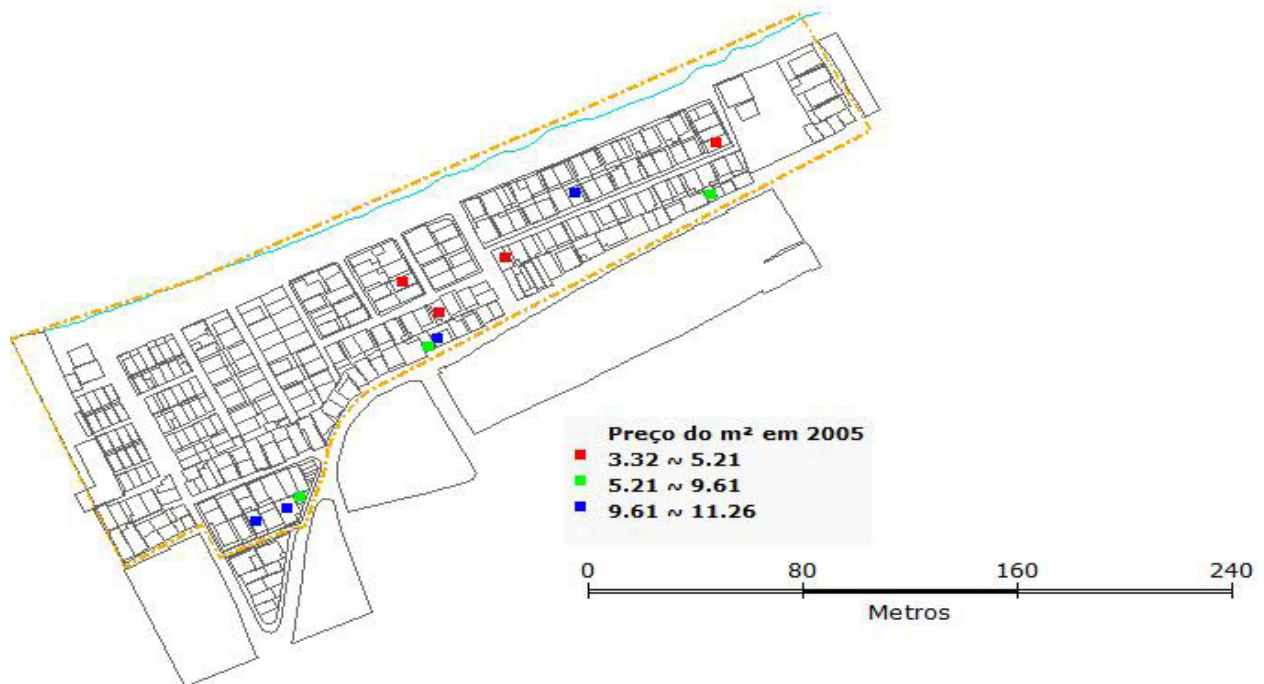 Preço do m² em 2005
3.32 ~ 5.21
5.21 ~ 9.61
9.61 ~ 11.26
0 80 160 240
Metros